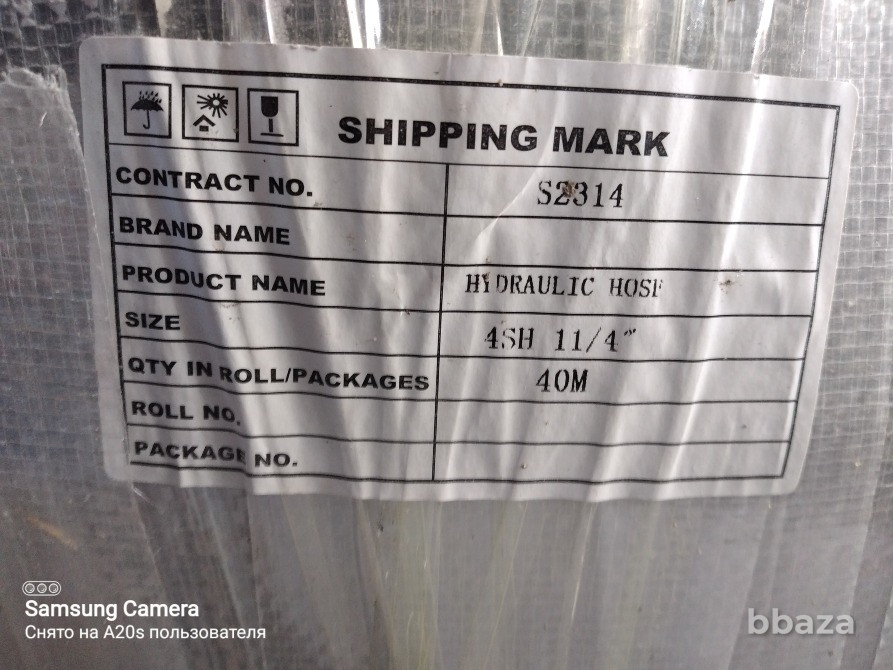 SHIPPING MARK
CONTRACT NO. S2314
BRAND NAME
PRODUCT NAME HYDRAULIC HOSE
SIZE 4SH 11/4"
QTY IN ROLL/PACKAGES 40M
ROLL NO.
PACKAGE NO.
Samsung Camera
Снято на A20s пользователя
bbaza